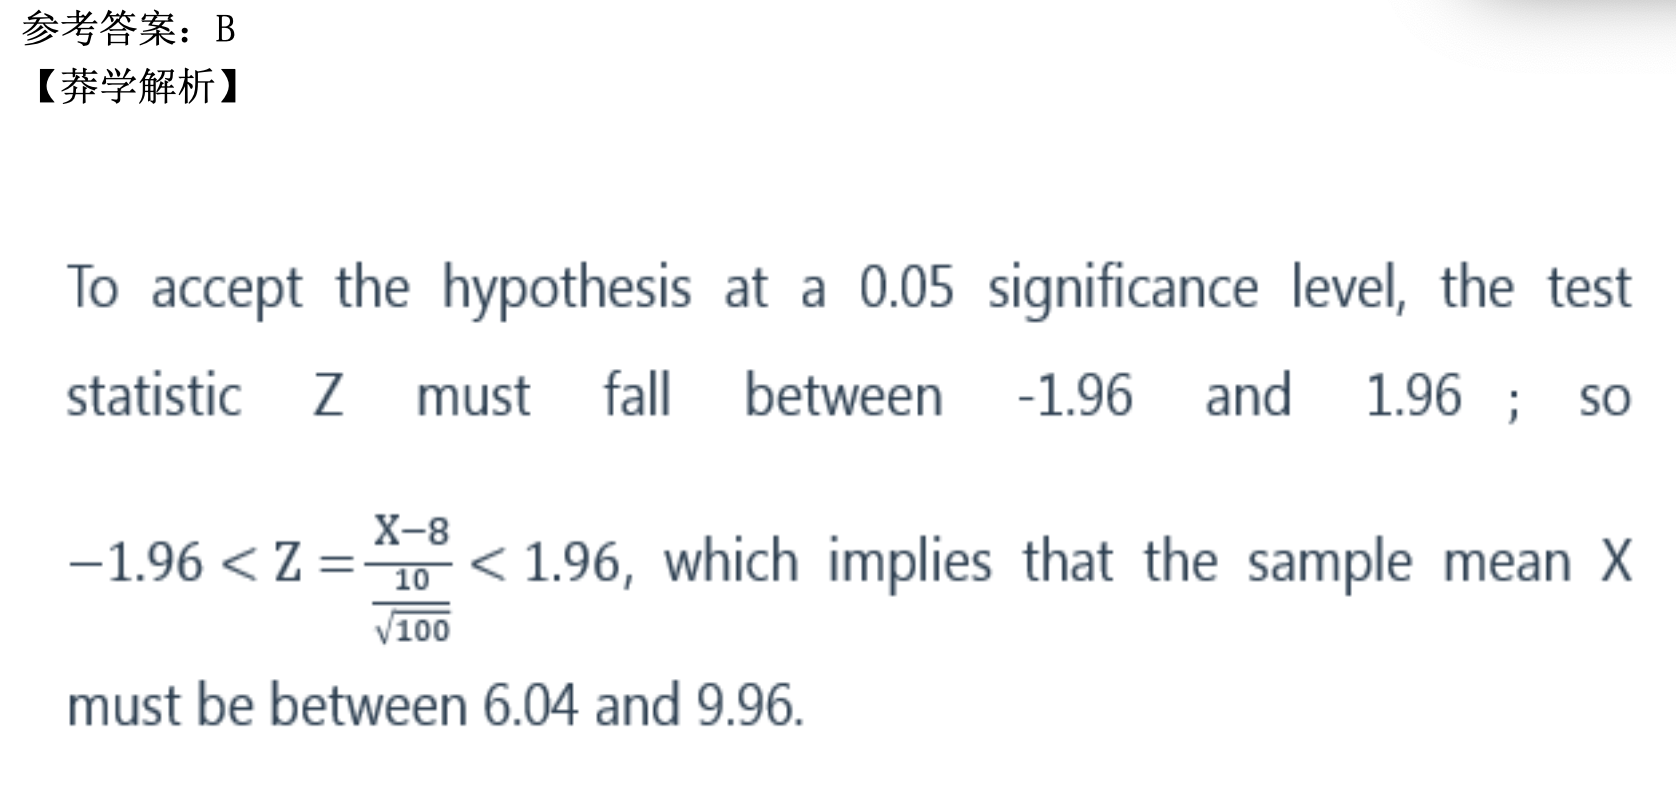 参考答案：B
【莽学解析】
To accept the hypothesis at a 0.05 significance level, the test
statistic Z must fall between -1.96 and 1.96 ; so
−1.96 < Z = \frac{X−8}{\frac{10}{\sqrt{100}}} < 1.96, which implies that the sample mean X
must be between 6.04 and 9.96.